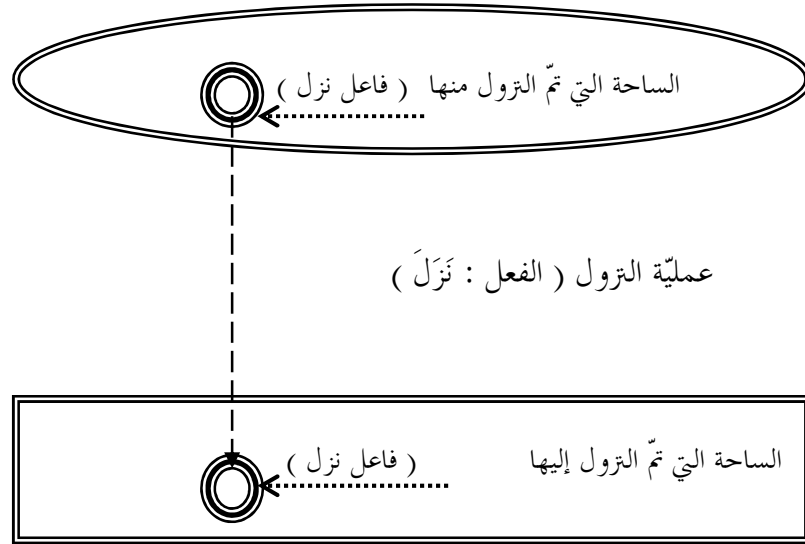 الساحة التي تمّ النزول منها ( فاعل نزل )
عمليّة النزول ( الفعل : نَزَلَ )
الساحة التي تمّ النزول إليها ( فاعل نزل )